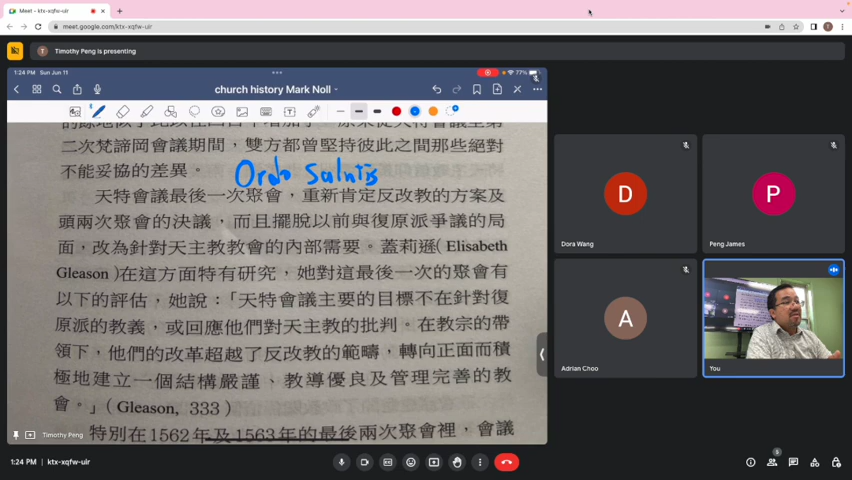 Meet - ktx-xqfw-uir
meet.google.com/ktx-xqfw-uir
Timothy Peng is presenting
1:24 PM Sun Jun 11
77%
church history Mark Noll
二次梵諦岡會議期間，雙方都曾堅持彼此之間那些絕對
不能妥協的差異。
Ordo Salutis
天特會議最後一次聚會，重新肯定反改教的方案及
頭兩次聚會的決議，而且擺脫以前與復原派爭議的局
面，改為針對天主教教會的內部需要。蓋莉遜（Elisabeth
Gleason）在這方面特有研究，她對這最後一次的聚會有
以下的評估，她說：「天特會議主要的目標不在針對復
原派的教義，或回應他們對天主教的批判。在教宗的帶
領下，他們的改革超越了反改教的範疇，轉向正面而積
極地建立一個結構嚴謹、教導優良及管理完善的教
會。」（Gleason, 333）
特別在1562年及1563年的最後兩次聚會裡，會議
Timothy Peng
D
Dora Wang
P
Peng James
A
Adrian Choo
You
1:24 PM
ktx-xqfw-uir
5